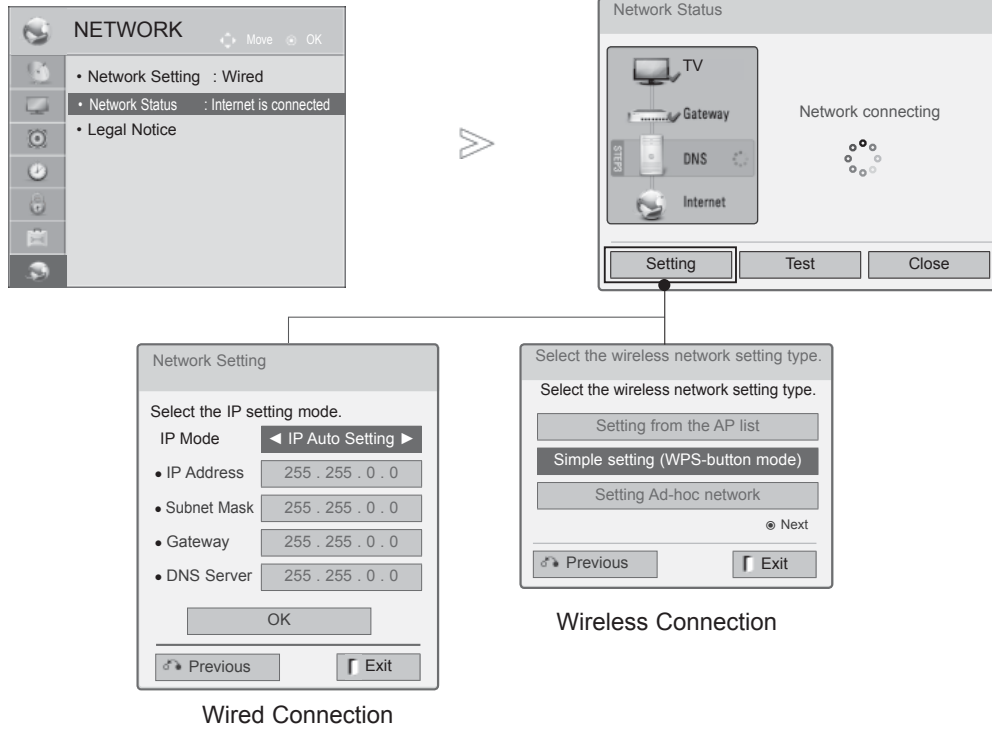 NETWORK
Move OK
• Network Setting : Wired
• Network Status : Internet is connected
• Legal Notice
Network Status
TV
Gateway
STEP3
DNS
Internet
Network connecting
Setting
Test
Close
Network Setting
Select the IP setting mode.
IP Mode ◄ IP Auto Setting ►
• IP Address 255 . 255 . 0 . 0
• Subnet Mask 255 . 255 . 0 . 0
• Gateway 255 . 255 . 0 . 0
• DNS Server 255 . 255 . 0 . 0
OK
Previous
Exit
Wired Connection
Select the wireless network setting type.
Select the wireless network setting type.
Setting from the AP list
Simple setting (WPS-button mode)
Setting Ad-hoc network
Next
Previous
Exit
Wireless Connection